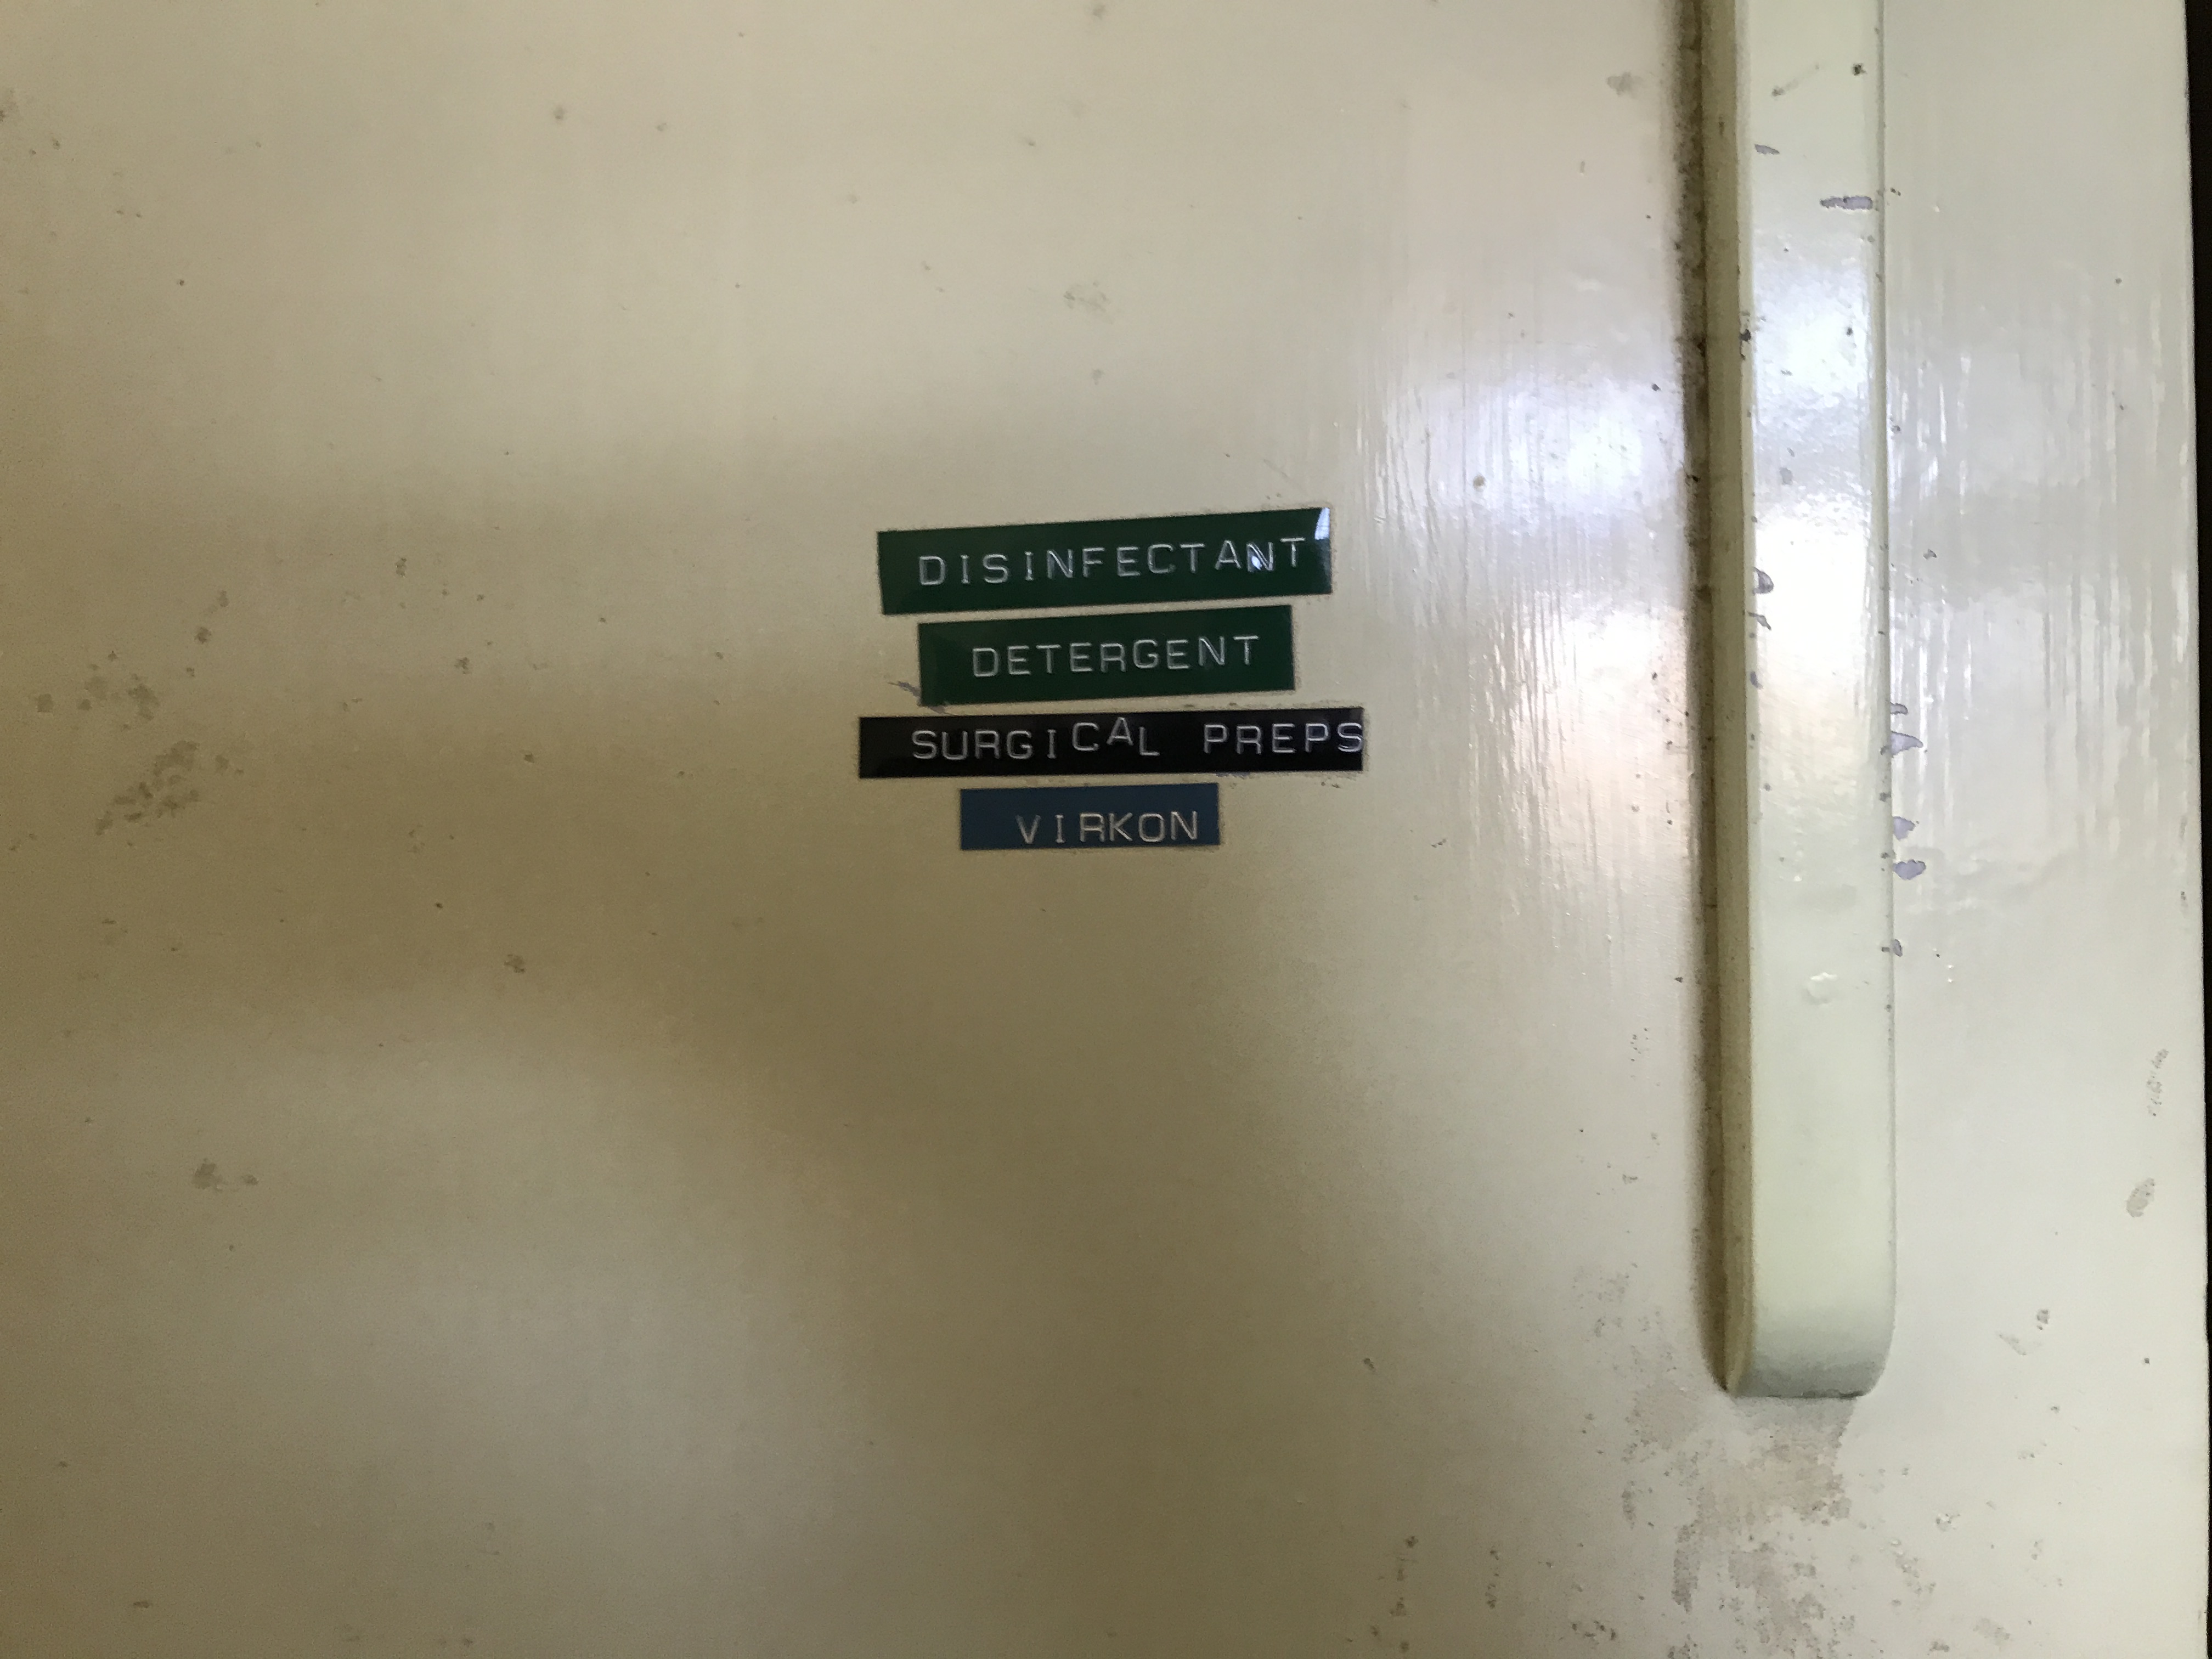 DISINFECTANT
DETERGENT
SURGICAL PREPS
VIRKON